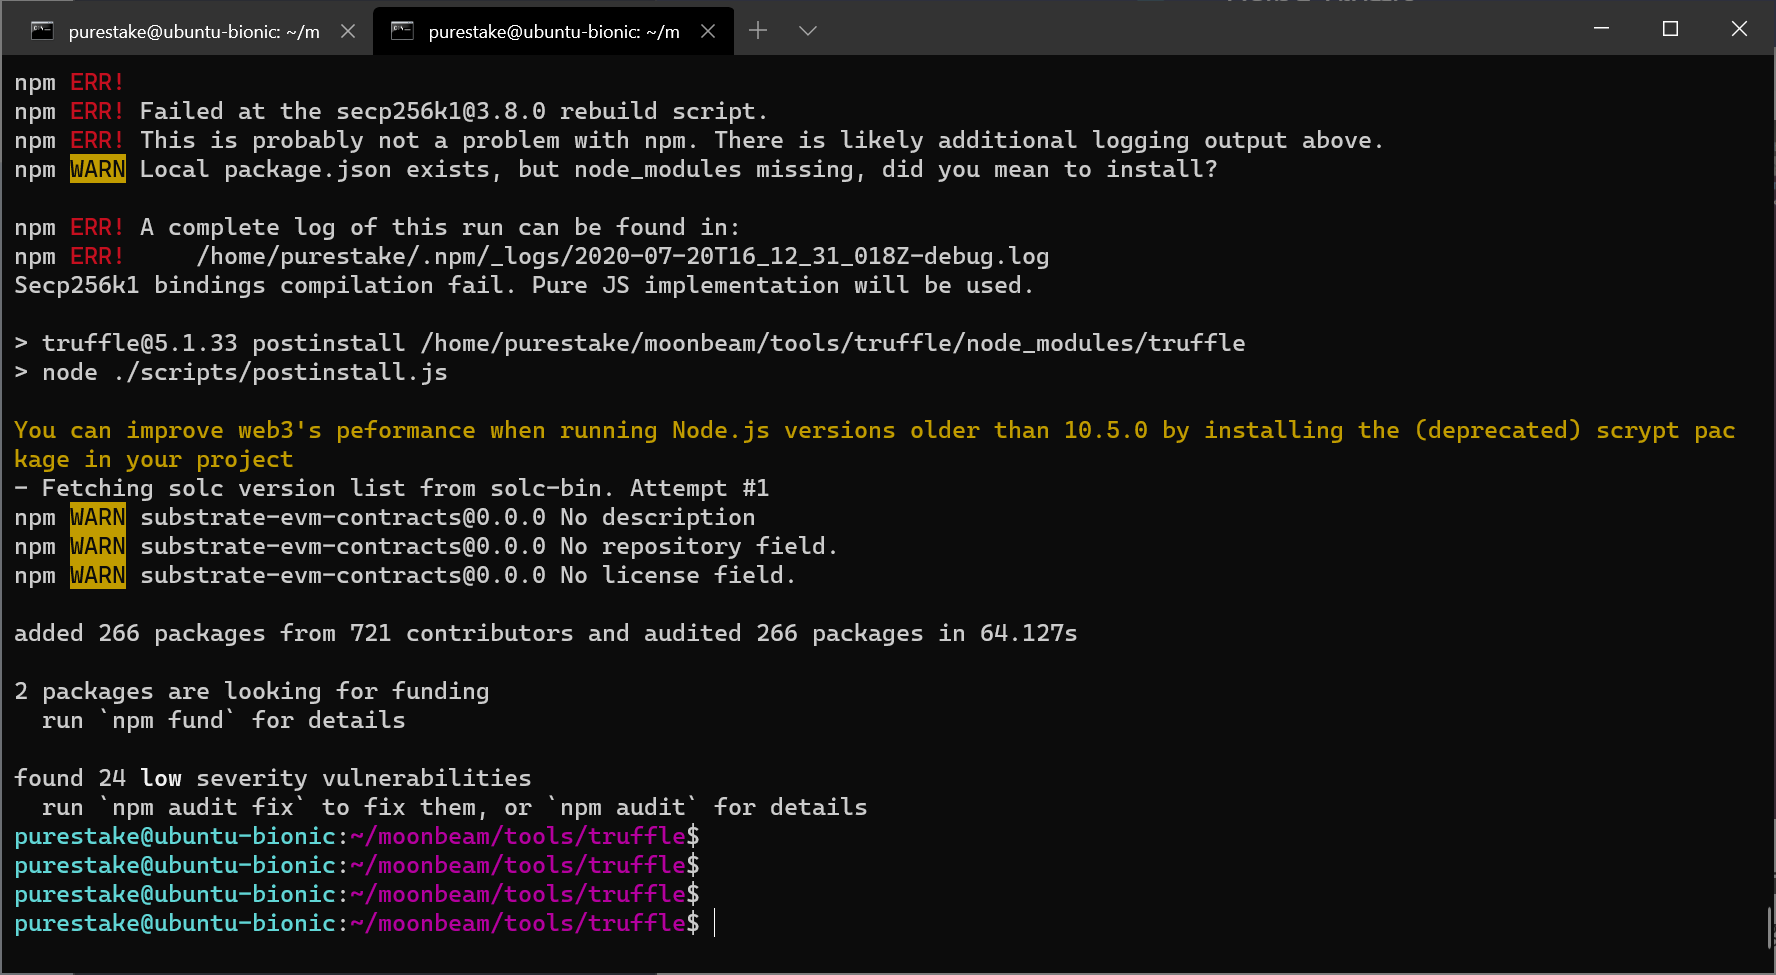 purestake@ubuntu-bionic: ~/m
purestake@ubuntu-bionic: ~/m
npm ERR!
npm ERR! Failed at the secp256k1@3.8.0 rebuild script.
npm ERR! This is probably not a problem with npm. There is likely additional logging output above.
npm WARN Local package.json exists, but node_modules missing, did you mean to install?
npm ERR! A complete log of this run can be found in:
npm ERR!     /home/purestake/.npm/_logs/2020-07-20T16_12_31_018Z-debug.log
Secp256k1 bindings compilation fail. Pure JS implementation will be used.
> truffle@5.1.33 postinstall /home/purestake/moonbeam/tools/truffle/node_modules/truffle
> node ./scripts/postinstall.js
You can improve web3's peformance when running Node.js versions older than 10.5.0 by installing the (deprecated) scrypt pac
kage in your project
- Fetching solc version list from solc-bin. Attempt #1
npm WARN substrate-evm-contracts@0.0.0 No description
npm WARN substrate-evm-contracts@0.0.0 No repository field.
npm WARN substrate-evm-contracts@0.0.0 No license field.
added 266 packages from 721 contributors and audited 266 packages in 64.127s
2 packages are looking for funding
  run `npm fund` for details
found 24 low severity vulnerabilities
  run `npm audit fix` to fix them, or `npm audit` for details
purestake@ubuntu-bionic:~/moonbeam/tools/truffle$
purestake@ubuntu-bionic:~/moonbeam/tools/truffle$
purestake@ubuntu-bionic:~/moonbeam/tools/truffle$
purestake@ubuntu-bionic:~/moonbeam/tools/truffle$